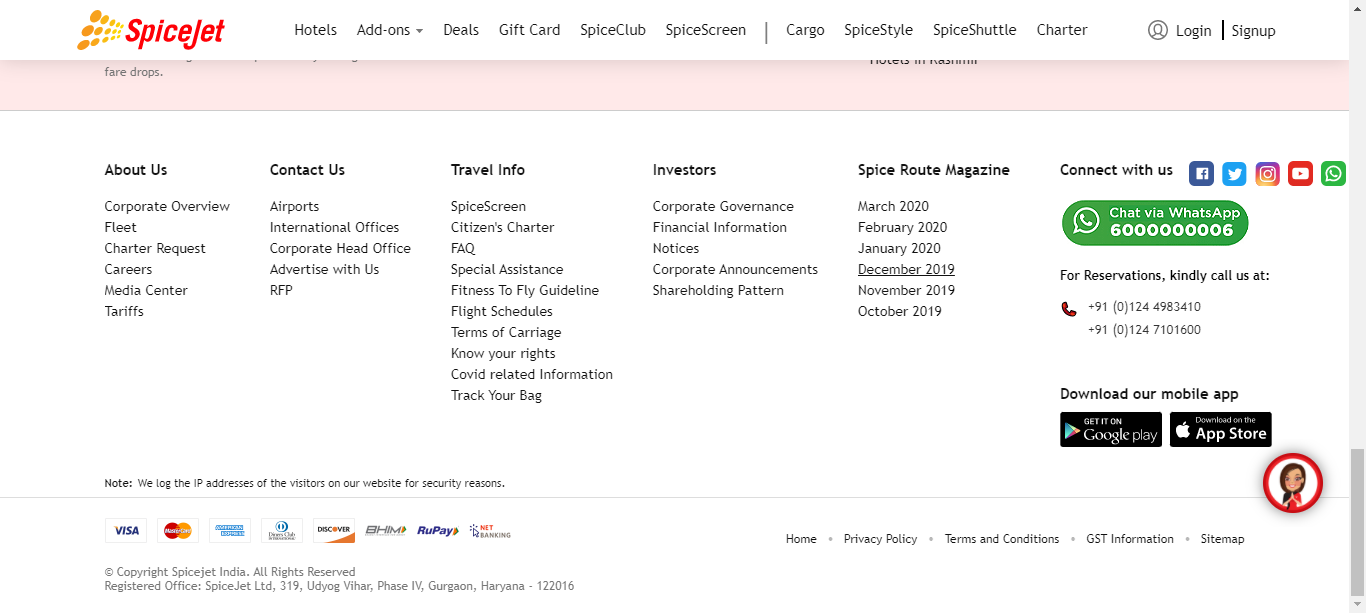 SpiceJet
Hotels Add-ons Deals Gift Card SpiceClub SpiceScreen | Cargo SpiceStyle SpiceShuttle Charter
Login | Signup
fare drops.
Hotels in Kashmir
About Us
Corporate Overview
Fleet
Charter Request
Careers
Media Center
Tariffs
Contact Us
Airports
International Offices
Corporate Head Office
Advertise with Us
RFP
Travel Info
SpiceScreen
Citizen's Charter
FAQ
Special Assistance
Fitness To Fly Guideline
Flight Schedules
Terms of Carriage
Know your rights
Covid related Information
Track Your Bag
Investors
Corporate Governance
Financial Information
Notices
Corporate Announcements
Shareholding Pattern
Spice Route Magazine
March 2020
February 2020
January 2020
December 2019
November 2019
October 2019
Connect with us
Chat via WhatsApp
6000000006
For Reservations, kindly call us at:
+91 (0)124 4983410
+91 (0)124 7101600
Download our mobile app
GET IT ON
Google play
Download on the
App Store
Note: We log the IP addresses of the visitors on our website for security reasons.
VISA
MasterCard
AMERICAN EXPRESS
Diners Club
INTERNATIONAL
DISCOVER
BHIM
RuPay
NET
BANKING
Home • Privacy Policy • Terms and Conditions • GST Information • Sitemap
© Copyright Spicejet India. All Rights Reserved
Registered Office: SpiceJet Ltd, 319, Udyog Vihar, Phase IV, Gurgaon, Haryana - 122016